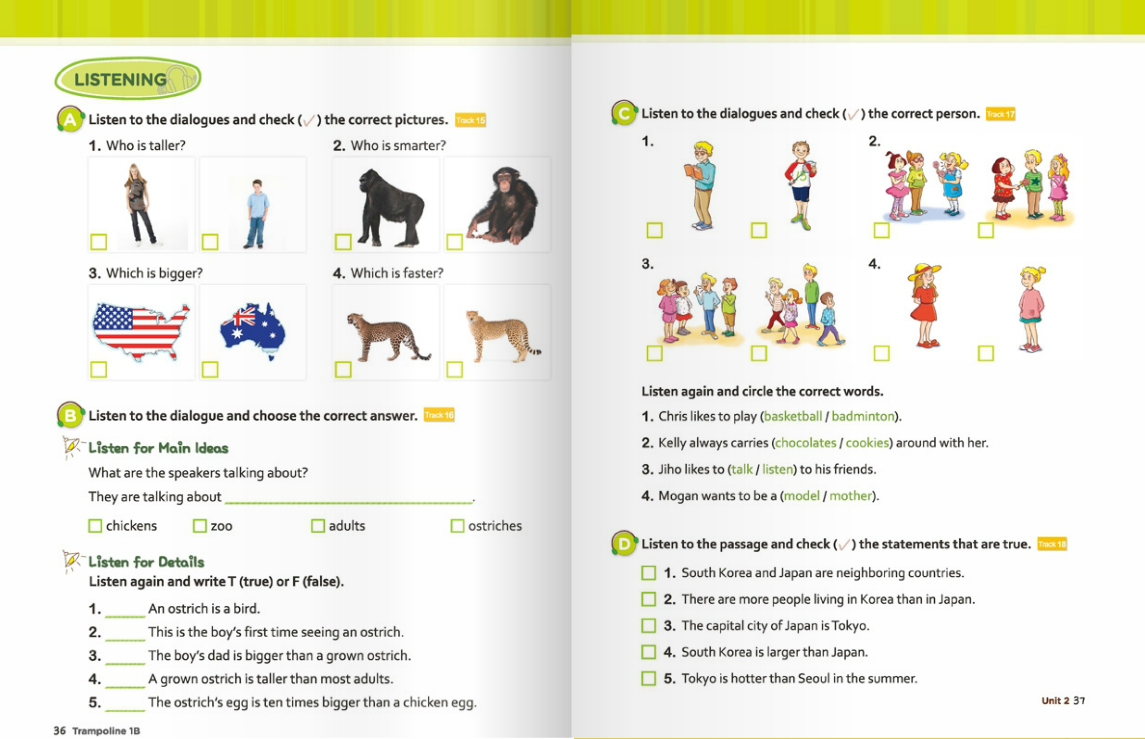 LISTENING
A Listen to the dialogues and check (✓) the correct pictures. Track 15
1. Who is taller?
2. Who is smarter?
3. Which is bigger?
4. Which is faster?
B Listen to the dialogue and choose the correct answer. Track 16
Listen for Main Ideas
What are the speakers talking about?
They are talking about ____________________.
chickens zoo adults ostriches
Listen for Details
Listen again and write T (true) or F (false).
1. _____ An ostrich is a bird.
2. _____ This is the boy's first time seeing an ostrich.
3. _____ The boy's dad is bigger than a grown ostrich.
4. _____ A grown ostrich is taller than most adults.
5. _____ The ostrich's egg is ten times bigger than a chicken egg.
36 Trampoline 1B
C Listen to the dialogues and check (✓) the correct person. Track 17
1.
2.
3.
4.
Listen again and circle the correct words.
1. Chris likes to play (basketball / badminton).
2. Kelly always carries (chocolates / cookies) around with her.
3. Jiho likes to (talk / listen) to his friends.
4. Mogan wants to be a (model / mother).
D Listen to the passage and check (✓) the statements that are true. Track 18
1. South Korea and Japan are neighboring countries.
2. There are more people living in Korea than in Japan.
3. The capital city of Japan is Tokyo.
4. South Korea is larger than Japan.
5. Tokyo is hotter than Seoul in the summer.
Unit 2 37